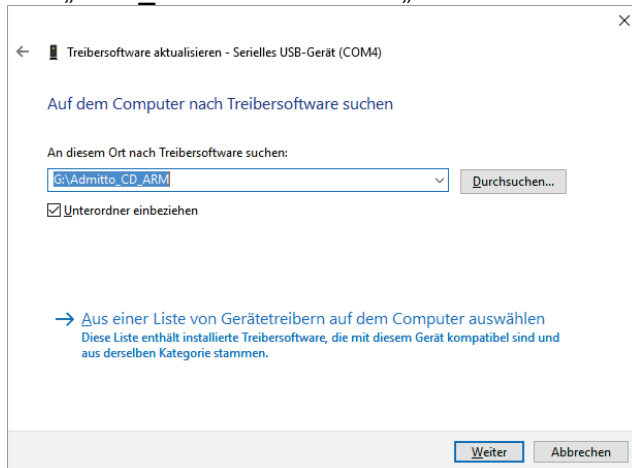 Treibersoftware aktualisieren - Serielles USB-Gerät (COM4)
Auf dem Computer nach Treibersoftware suchen
An diesem Ort nach Treibersoftware suchen:
G:\Admitto_CD_ARM
Durchsuchen...
Unterordner einbeziehen
Aus einer Liste von Gerätetreibern auf dem Computer auswählen
Diese Liste enthält installierte Treibersoftware, die mit diesem Gerät kompatibel sind und
aus derselben Kategorie stammen.
Weiter Abbrechen